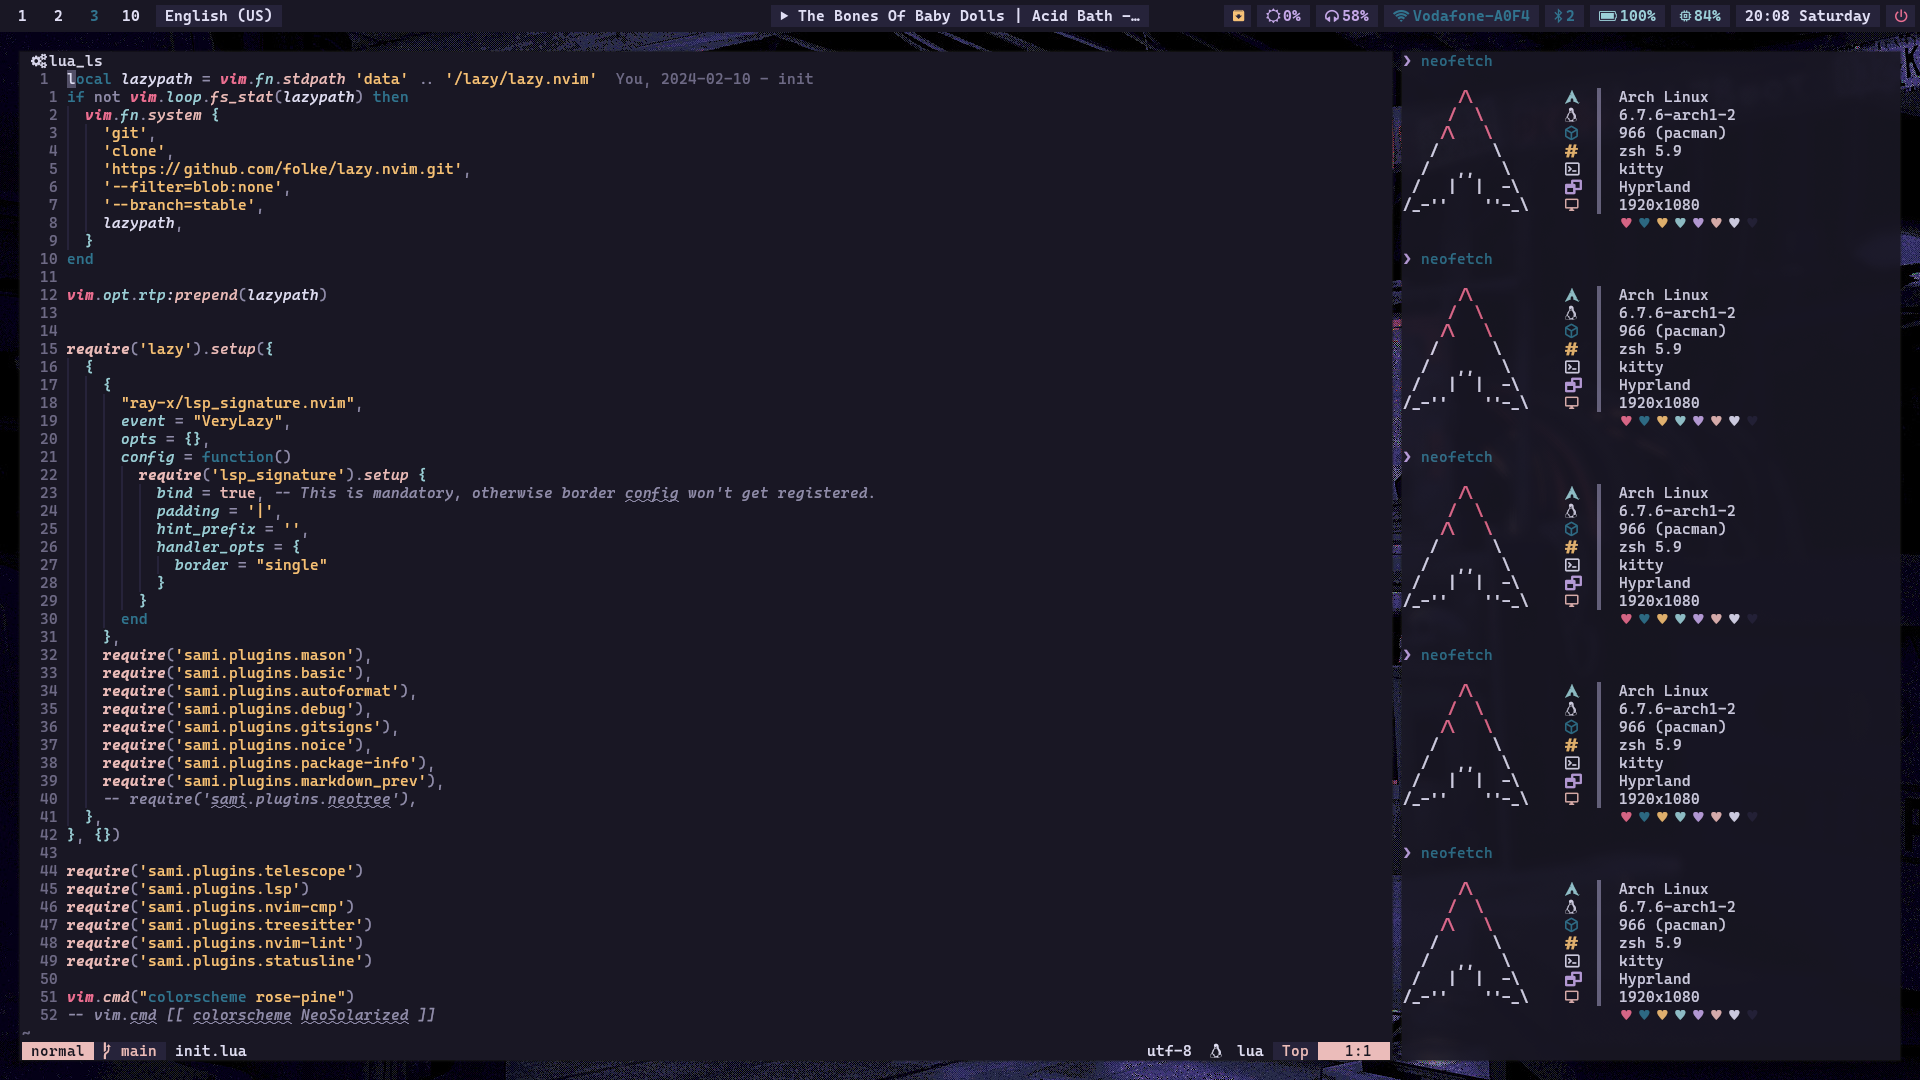 1 2 3 10 English (US) ▶ The Bones Of Baby Dolls | Acid Bath -… 0% 58% Vodafone-A0F4 2 100% 84% 20:08 Saturday
lua_ls
1 local lazypath = vim.fn.stdpath 'data' .. '/lazy/lazy.nvim' You, 2024-02-10 - init
1 if not vim.loop.fs_stat(lazypath) then
2 vim.fn.system {
3 'git',
4 'clone',
5 'https://github.com/folke/lazy.nvim.git',
6 '--filter=blob:none',
7 '--branch=stable',
8 lazypath,
9 }
10 end
11
12 vim.opt.rtp:prepend(lazypath)
13
14
15 require('lazy').setup({
16 {
17 {
18 "ray-x/lsp_signature.nvim",
19 event = "VeryLazy",
20 opts = {},
21 config = function()
22 require('lsp_signature').setup {
23 bind = true, -- This is mandatory, otherwise border config won't get registered.
24 padding = '|',
25 hint_prefix = '',
26 handler_opts = {
27 border = "single"
28 }
29 }
30 end
31 },
32 require('sami.plugins.mason'),
33 require('sami.plugins.basic'),
34 require('sami.plugins.autoformat'),
35 require('sami.plugins.debug'),
36 require('sami.plugins.gitsigns'),
37 require('sami.plugins.noice'),
38 require('sami.plugins.package-info'),
39 require('sami.plugins.markdown_prev'),
40 -- require('sami.plugins.neotree'),
41 },
42 }, {})
43
44 require('sami.plugins.telescope')
45 require('sami.plugins.lsp')
46 require('sami.plugins.nvim-cmp')
47 require('sami.plugins.treesitter')
48 require('sami.plugins.nvim-lint')
49 require('sami.plugins.statusline')
50
51 vim.cmd("colorscheme rose-pine")
52 -- vim.cmd [[ colorscheme NeoSolarized ]]
~
normal main init.lua utf-8 lua Top 1:1
❯ neofetch
Arch Linux
6.7.6-arch1-2
966 (pacman)
zsh 5.9
kitty
Hyprland
1920x1080
❯ neofetch
Arch Linux
6.7.6-arch1-2
966 (pacman)
zsh 5.9
kitty
Hyprland
1920x1080
❯ neofetch
Arch Linux
6.7.6-arch1-2
966 (pacman)
zsh 5.9
kitty
Hyprland
1920x1080
❯ neofetch
Arch Linux
6.7.6-arch1-2
966 (pacman)
zsh 5.9
kitty
Hyprland
1920x1080
❯ neofetch
Arch Linux
6.7.6-arch1-2
966 (pacman)
zsh 5.9
kitty
Hyprland
1920x1080